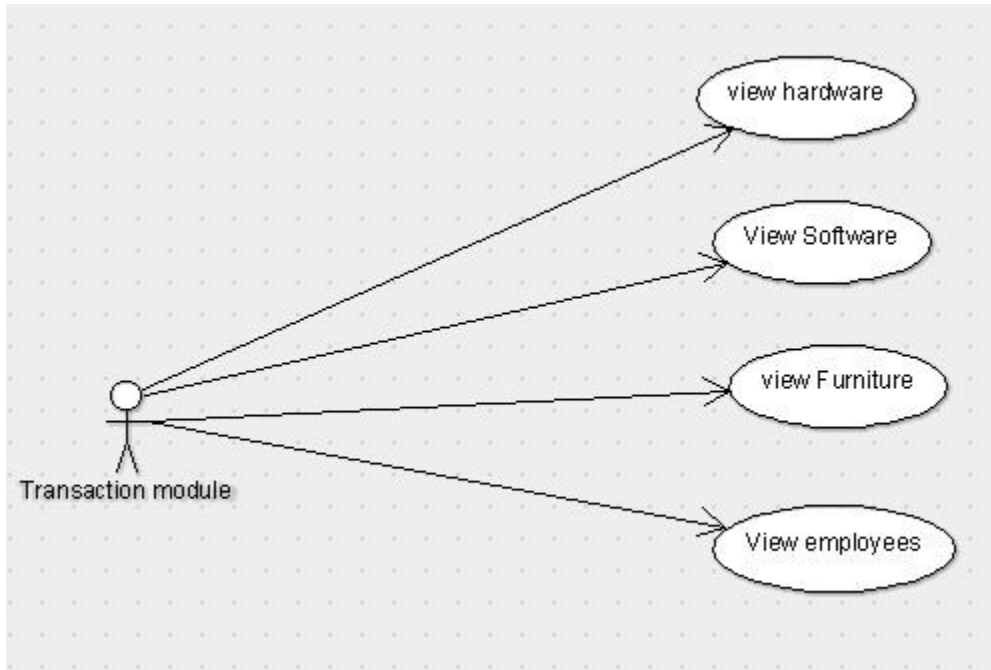 view hardware
View Software
view Furniture
Transaction module
View employees